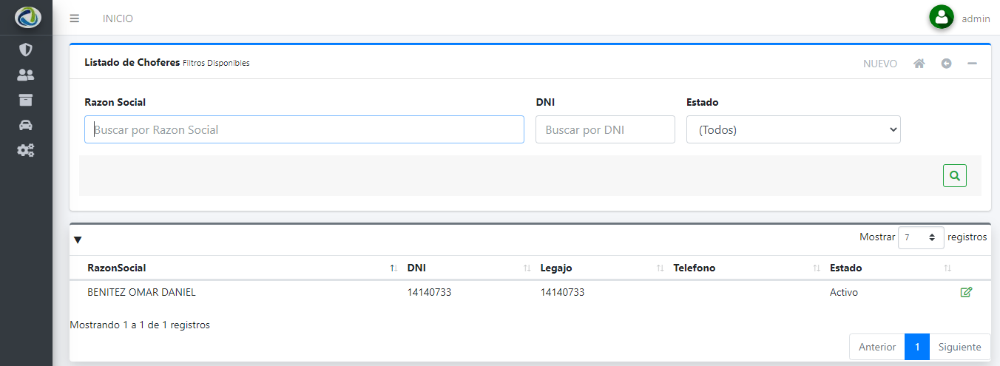 INICIO
admin
Listado de Choferes Filtros Disponibles
NUEVO
Razon Social
DNI
Estado
Buscar por Razon Social
Buscar por DNI
(Todos)
Mostrar 7 registros
RazonSocial
DNI
Legajo
Telefono
Estado
BENITEZ OMAR DANIEL
14140733
14140733
Activo
Mostrando 1 a 1 de 1 registros
Anterior
1
Siguiente